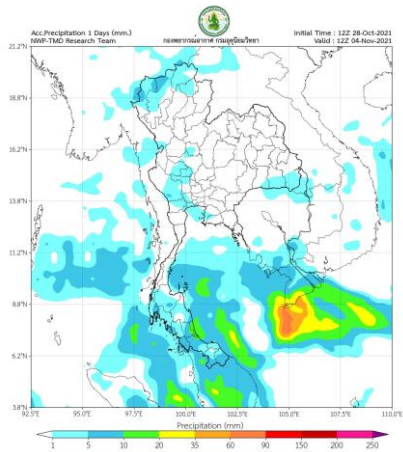 Acc.Precipitation 1 Days (mm.)
NWP-TMD Research Team
กองพยากรณ์อากาศ กรมอุตุนิยมวิทยา
Initial Time : 12Z 28-Oct-2021
Valid : 12Z 04-Nov-2021
21.2°N
18.8°N
16.2°N
13.8°N
11.2°N
8.8°N
6.2°N
3.8°N
92.5°E 95.0°E 97.5°E 100.0°E 102.5°E 105.0°E 107.5°E 110.0°E
Precipitation (mm)
1 5 10 20 35 60 90 150 200 250